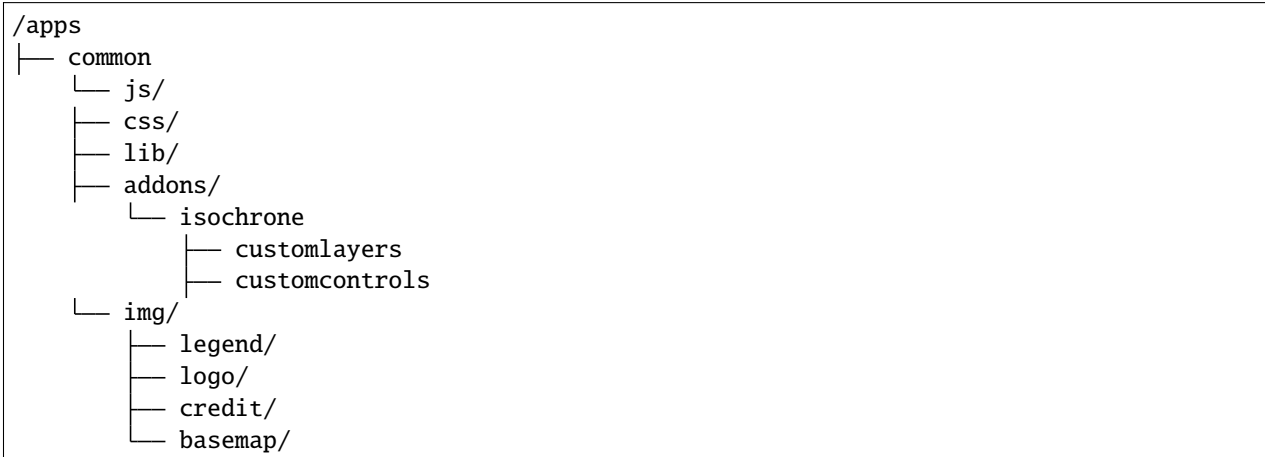 /apps
├── common
    └── js/
    ├── css/
    ├── lib/
    ├── addons/
        └── isochrone
            ├── customlayers
            ├── customcontrols
    └── img/
        ├── legend/
        ├── logo/
        ├── credit/
        └── basemap/